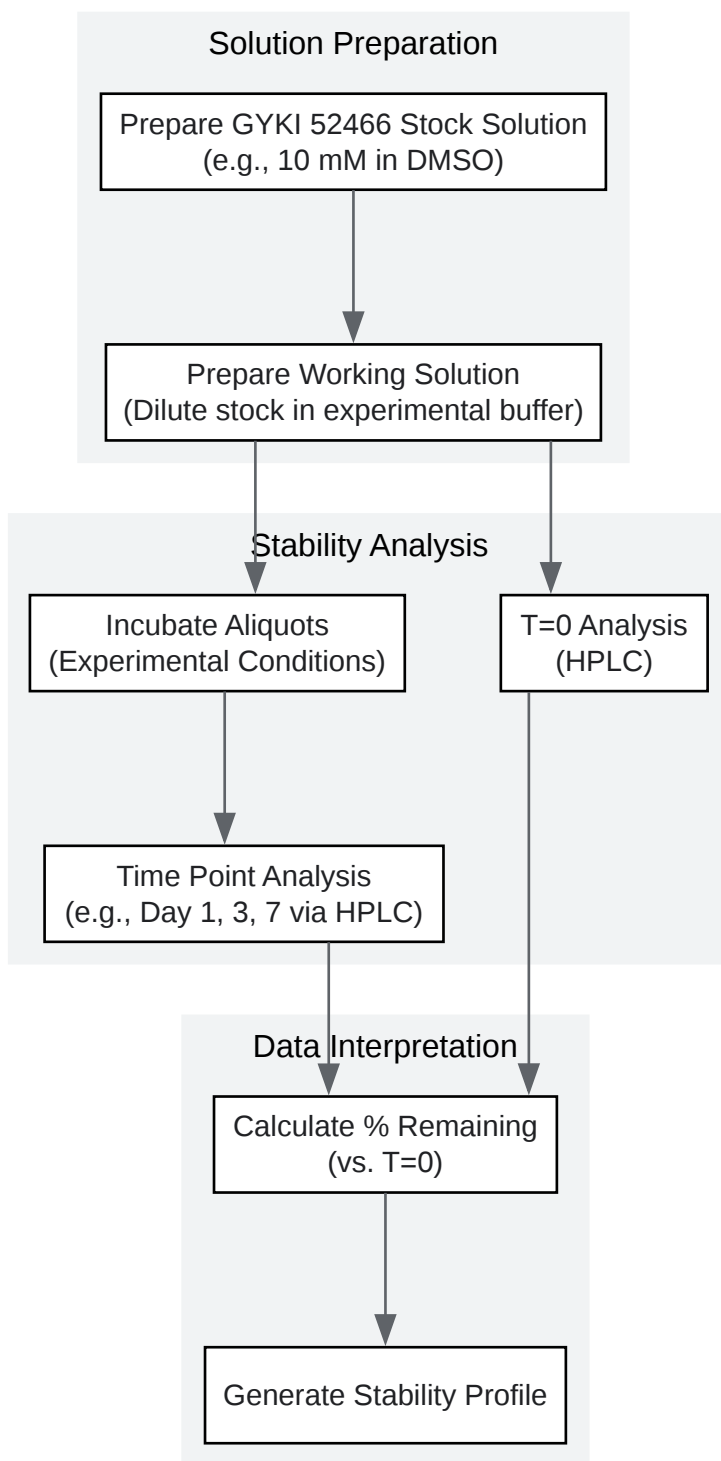 Solution Preparation
Prepare GYKI 52466 Stock Solution
(e.g., 10 mM in DMSO)
Prepare Working Solution
(Dilute stock in experimental buffer)
Stability Analysis
Incubate Aliquots
(Experimental Conditions)
T=0 Analysis
(HPLC)
Time Point Analysis
(e.g., Day 1, 3, 7 via HPLC)
Data Interpretation
Calculate % Remaining
(vs. T=0)
Generate Stability Profile